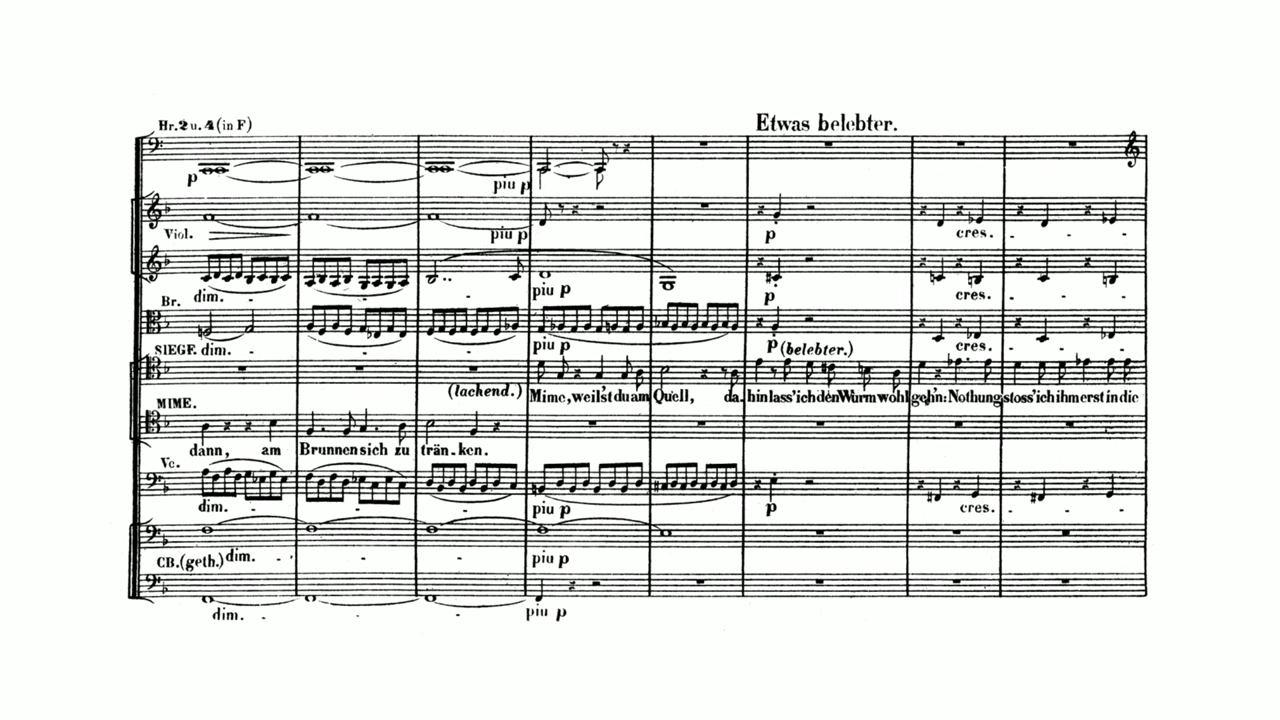 Hr. 2 u. 4 (in F)
Etwas belebter.
p
piu p
Viol.
piu p
p
cres. - - -
dim. - -
piu p
p
cres. - - -
Br.
SIEGF. dim. - -
piu p
p (belebter.)
cres. - - -
(lachend.)
Mime, weil'st du am Quell, da-hin lass' ich den Wurm wohl geh'n: Nothung stoss' ich ihm erst in die
MIME.
dann, am Brunnen sich zu trän-ken.
Vc.
dim. - -
piu p
p
cres. - - -
CB. (geth.) dim. - - -
piu p
dim. - - -
piu p